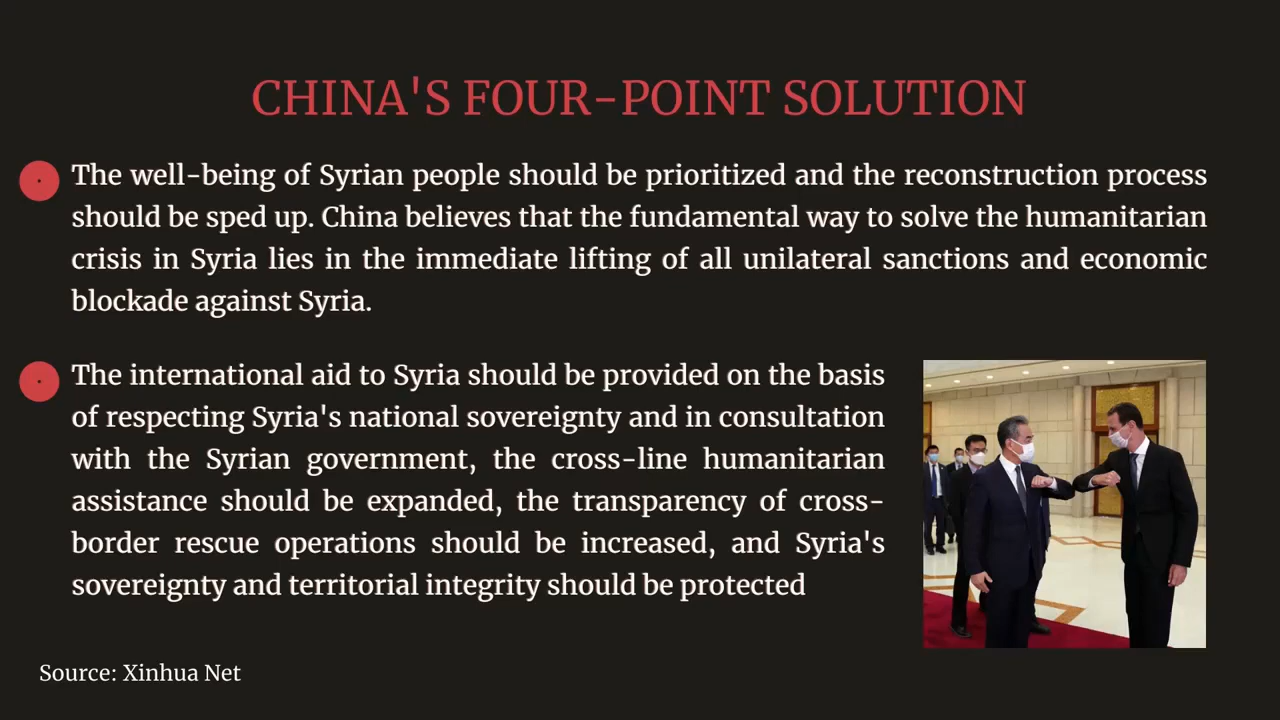 CHINA'S FOUR-POINT SOLUTION
The well-being of Syrian people should be prioritized and the reconstruction process
should be sped up. China believes that the fundamental way to solve the humanitarian
crisis in Syria lies in the immediate lifting of all unilateral sanctions and economic
blockade against Syria.
The international aid to Syria should be provided on the basis
of respecting Syria's national sovereignty and in consultation
with the Syrian government, the cross-line humanitarian
assistance should be expanded, the transparency of cross-
border rescue operations should be increased, and Syria's
sovereignty and territorial integrity should be protected
Source: Xinhua Net